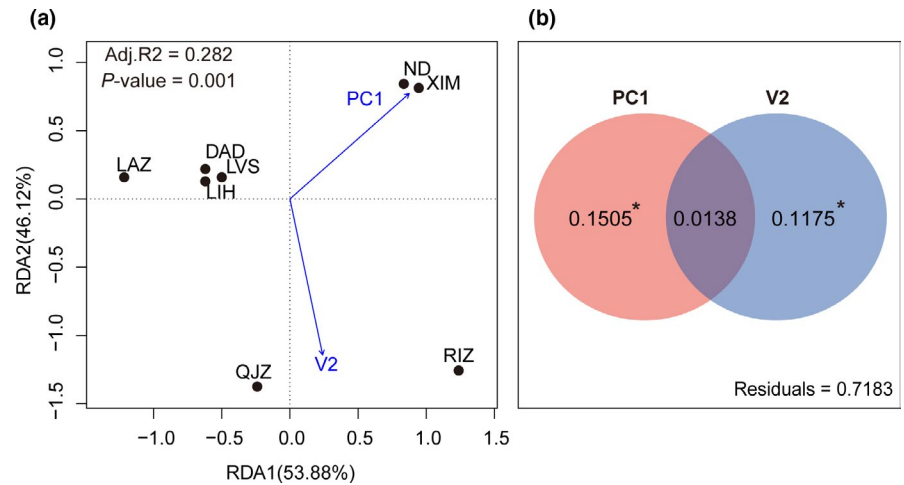 (a)
Adj.R2 = 0.282
P-value = 0.001
ND
XIM
PC1
LAZ
DAD
LVS
LIH
QJZ
V2
RIZ
1.0
0.5
0.0
−0.5
−1.0
−1.5
RDA2(46.12%)
−1.0 −0.5 0.0 0.5 1.0 1.5
RDA1(53.88%)
(b)
PC1 V2
0.1505* 0.0138 0.1175*
Residuals = 0.7183